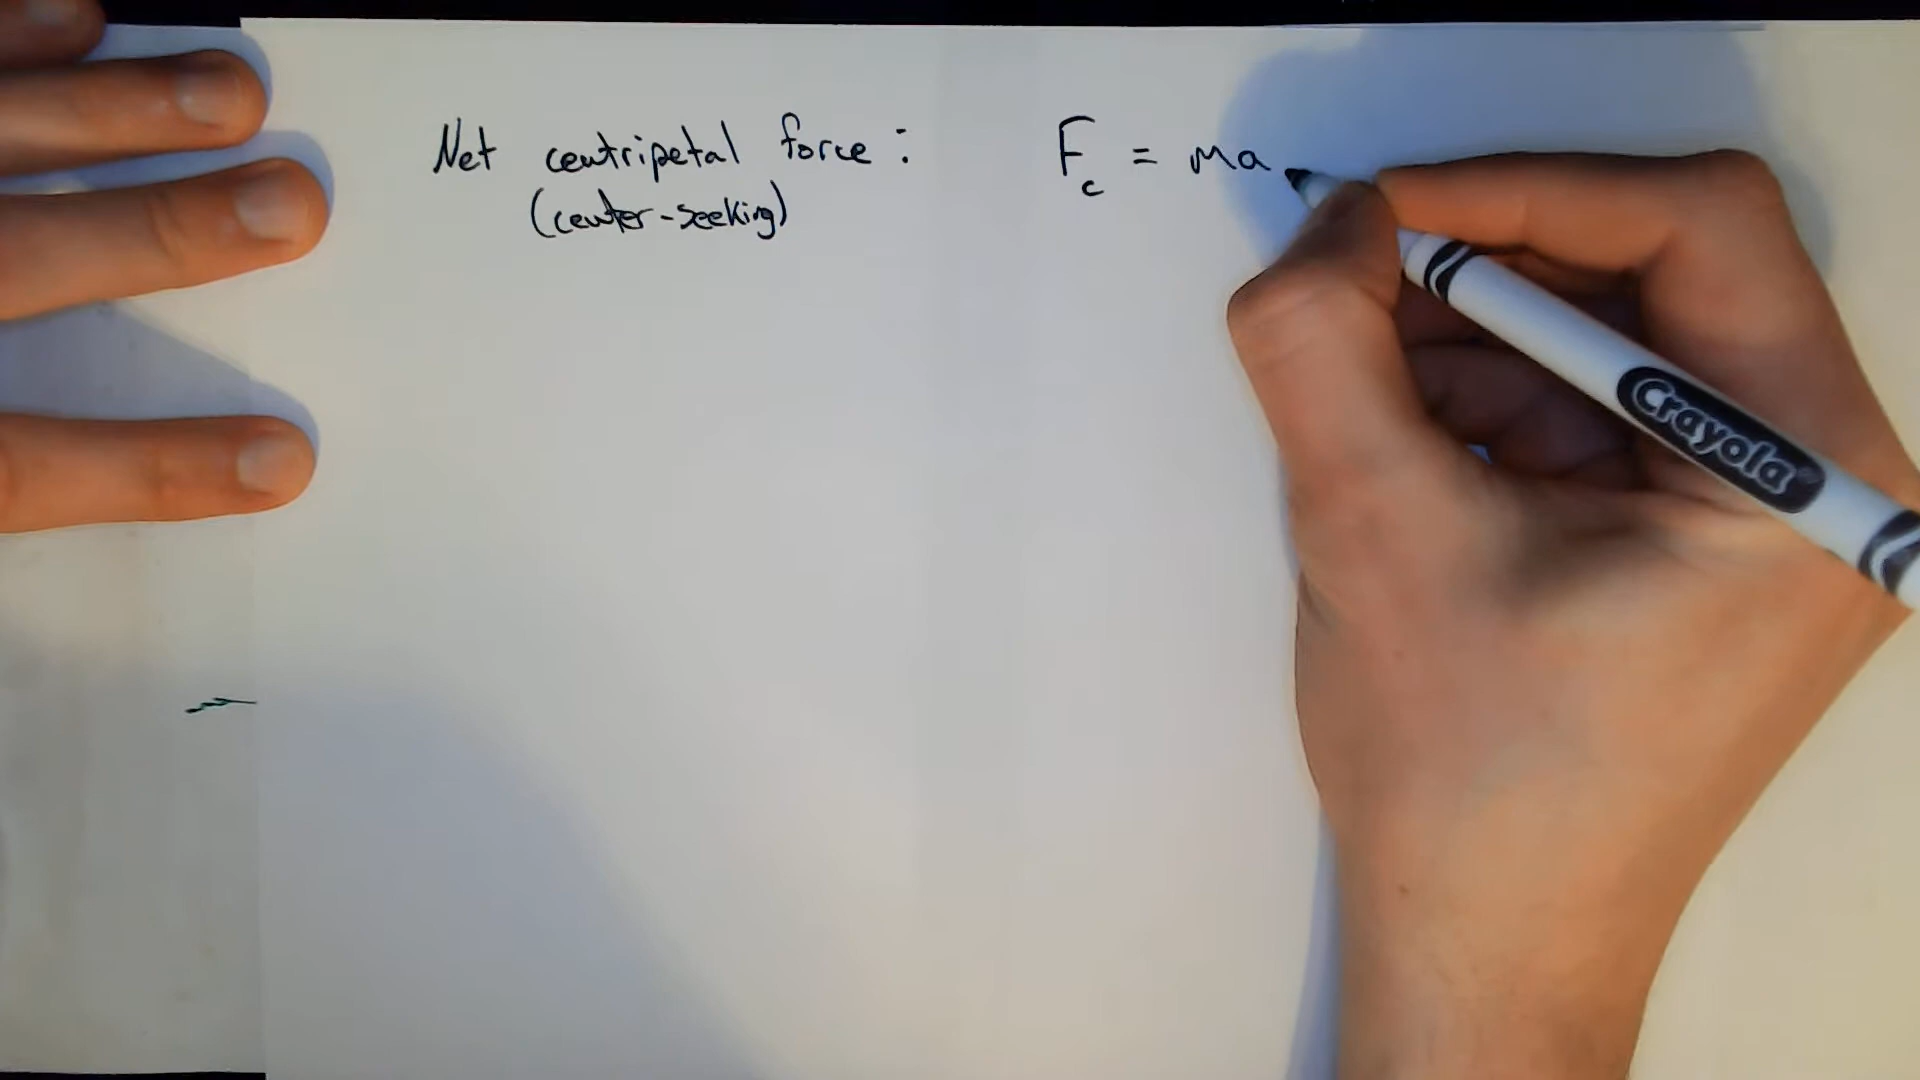 Net centripetal force : F_c = ma
(center-seeking)
Crayola